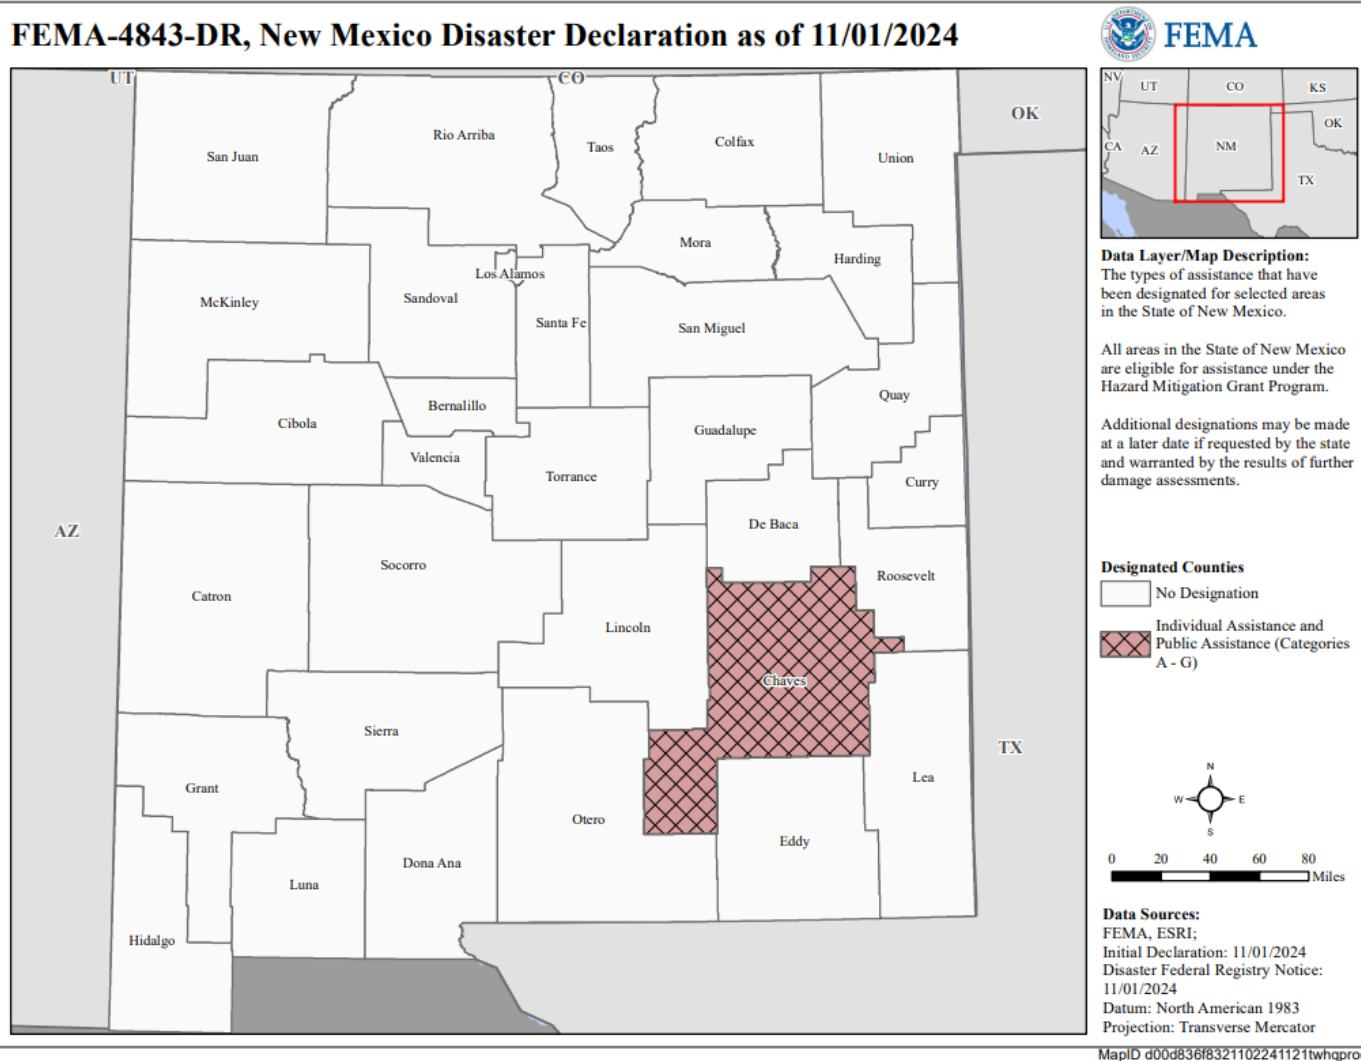 FEMA-4843-DR, New Mexico Disaster Declaration as of 11/01/2024
FEMA
UT
CO
OK
AZ
TX
San Juan
Rio Arriba
Taos
Colfax
Union
Mora
Harding
Los Alamos
McKinley
Sandoval
Santa Fe
San Miguel
Quay
Cibola
Bernalillo
Guadalupe
Valencia
Torrance
Curry
De Baca
Socorro
Roosevelt
Catron
Lincoln
Chaves
Sierra
Grant
Lea
Otero
Eddy
Dona Ana
Luna
Hidalgo
NV
UT
CO
KS
OK
CA
AZ
NM
TX
Data Layer/Map Description:
The types of assistance that have
been designated for selected areas
in the State of New Mexico.
All areas in the State of New Mexico
are eligible for assistance under the
Hazard Mitigation Grant Program.
Additional designations may be made
at a later date if requested by the state
and warranted by the results of further
damage assessments.
Designated Counties
No Designation
Individual Assistance and
Public Assistance (Categories
A - G)
N
W E
S
0 20 40 60 80
Miles
Data Sources:
FEMA, ESRI;
Initial Declaration: 11/01/2024
Disaster Federal Registry Notice:
11/01/2024
Datum: North American 1983
Projection: Transverse Mercator
MapID d00d836f8321102241121twhqpro